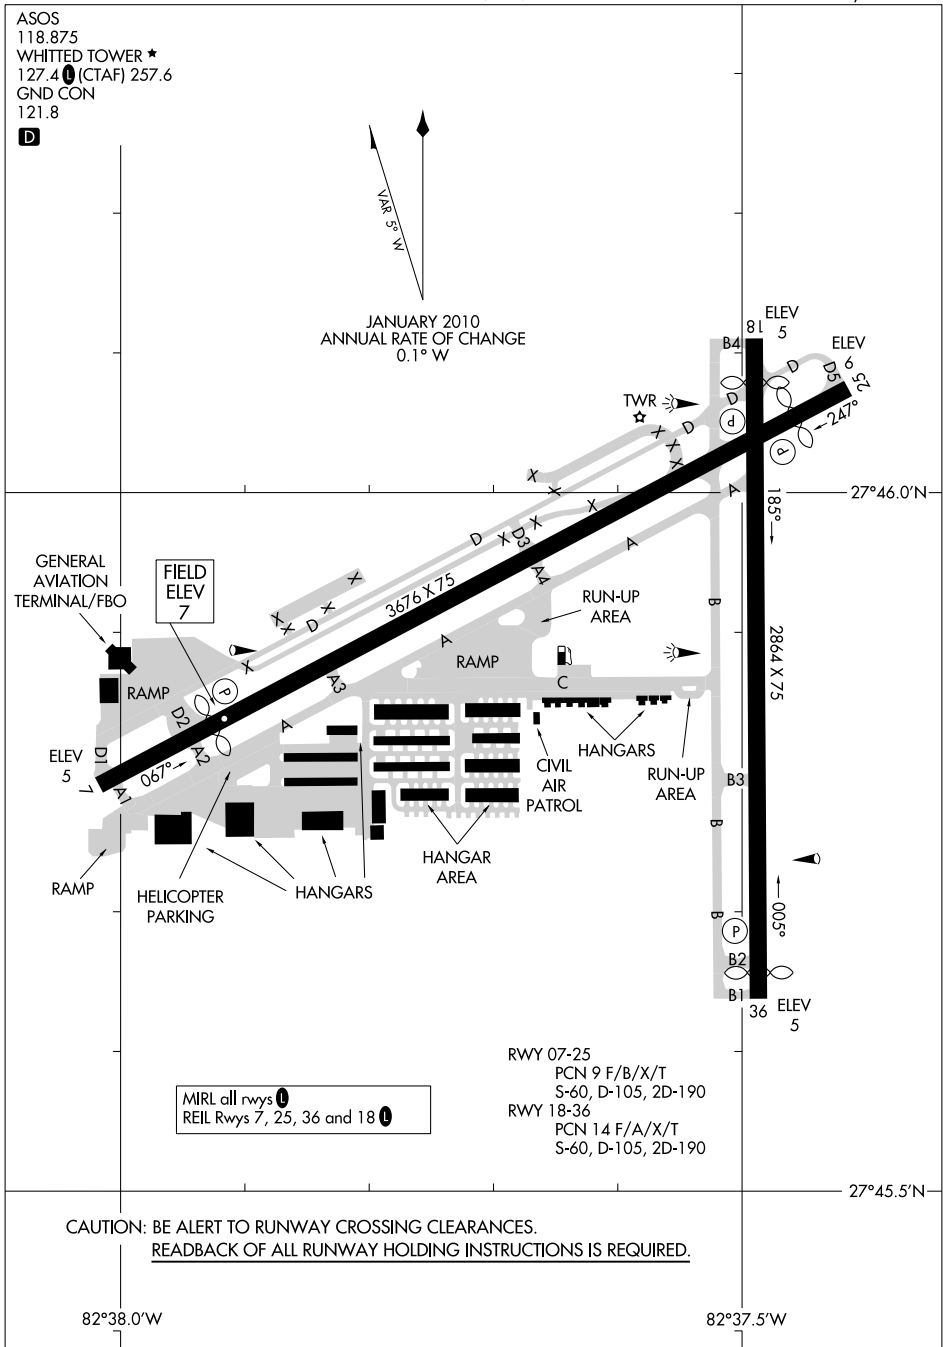 ASOS
118.875
WHITTED TOWER ★
127.4 L (CTAF) 257.6
GND CON
121.8
D
VAR 5° W
JANUARY 2010
ANNUAL RATE OF CHANGE
0.1° W
ELEV
5
18
B4
ELEV
6
D5
25
D
D
TWR
P
D
247°
P
X
X
X
X
X
A
27°46.0'N
185°
X
X
X
D3
D
A
A4
GENERAL
AVIATION
TERMINAL/FBO
FIELD
ELEV
7
X
3676 X 75
RUN-UP
AREA
X
X
X
D
B
A
2864 X 75
RAMP
X
C
A3
RAMP
P
D2
A
HANGARS
ELEV
5
D1
A2
067°
7
A1
CIVIL
AIR
PATROL
RUN-UP
AREA
B3
B
HANGAR
AREA
RAMP
HELICOPTER
PARKING
HANGARS
005°
B
P
B2
B1
36
ELEV
5
RWY 07-25
PCN 9 F/B/X/T
S-60, D-105, 2D-190
RWY 18-36
PCN 14 F/A/X/T
S-60, D-105, 2D-190
MIRL all rwys L
REIL Rwys 7, 25, 36 and 18 L
27°45.5'N
CAUTION: BE ALERT TO RUNWAY CROSSING CLEARANCES.
READBACK OF ALL RUNWAY HOLDING INSTRUCTIONS IS REQUIRED.
82°38.0'W
82°37.5'W